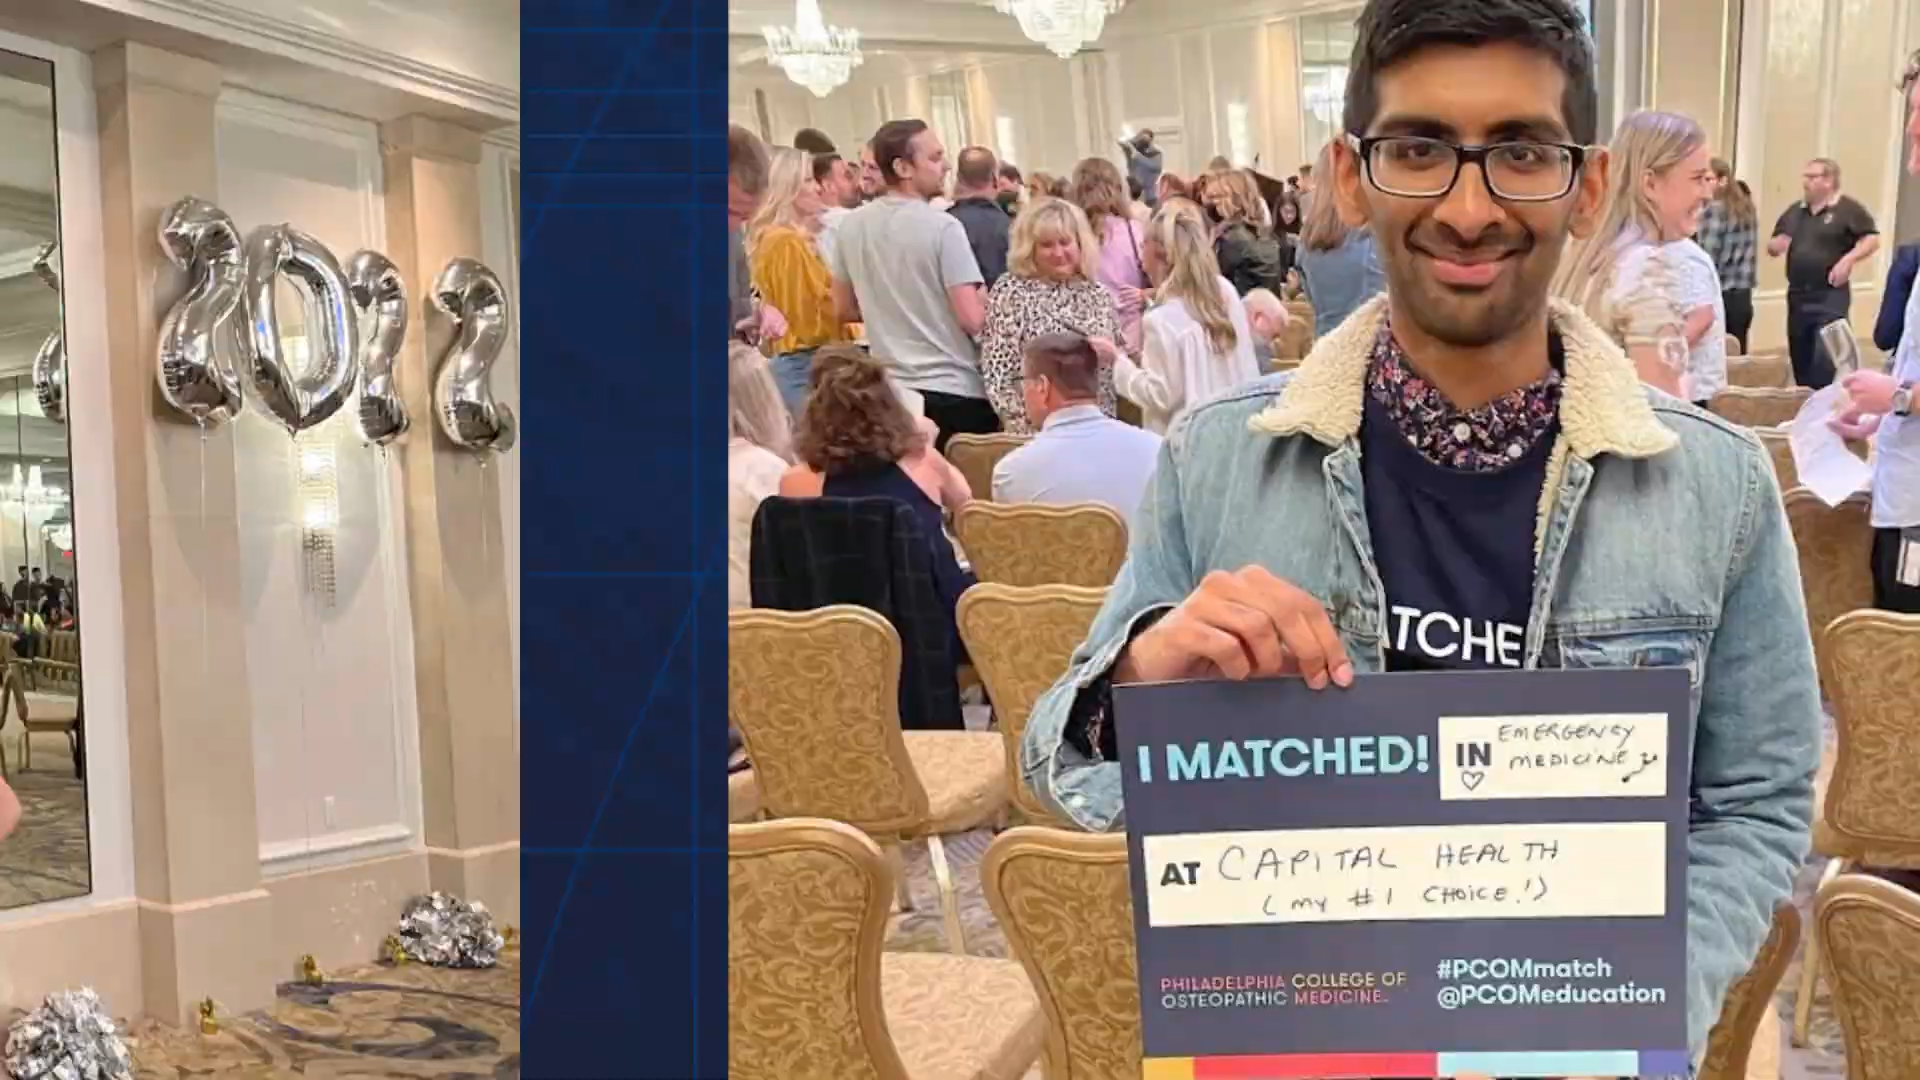 2022
ATCHE
I MATCHED!
IN
EMERGENCY
MEDICINE
AT
CAPITAL HEALTH
(MY #1 CHOICE!)
PHILADELPHIA COLLEGE OF
OSTEOPATHIC MEDICINE
#PCOMmatch
@PCOMeducation